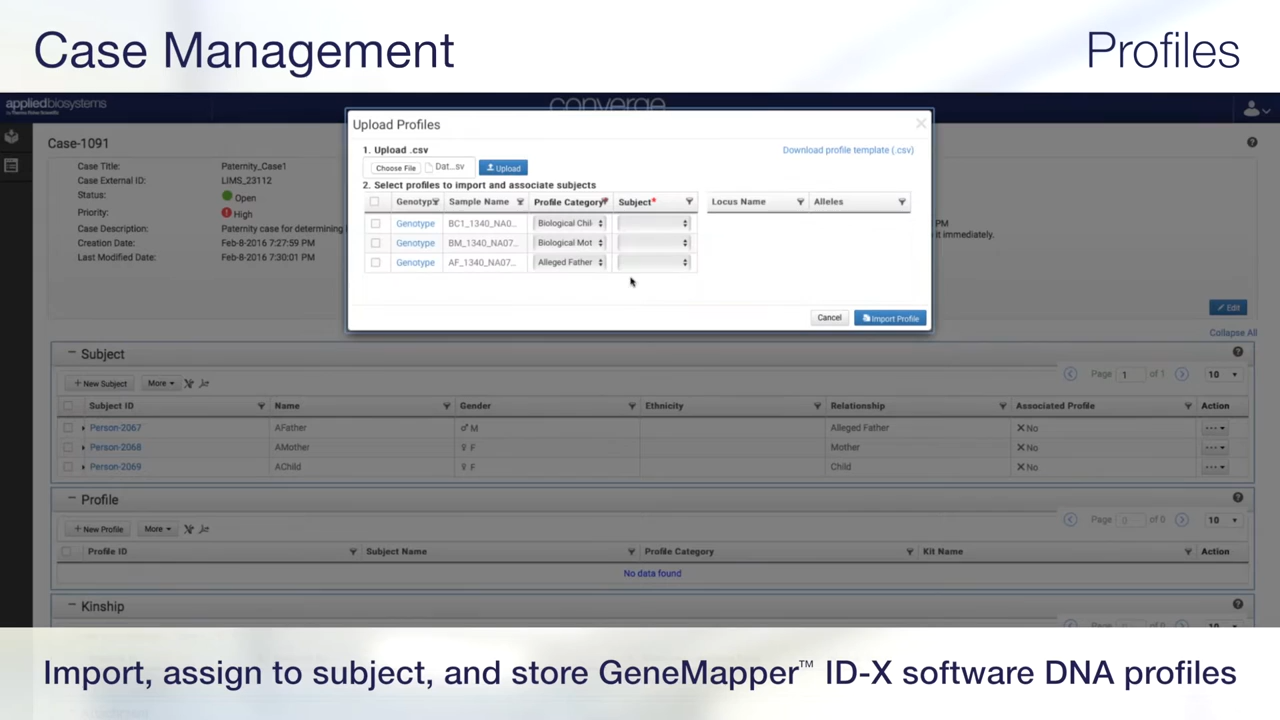 Case Management
Profiles
appliedbiosystems
converge
Upload Profiles
Case-1091
1. Upload .csv
Download profile template (.csv)
Case Title: Paternity_Case1
Choose File Dat...sv Upload
Case External ID: LIMS_23112
2. Select profiles to import and associate subjects
Status: Open
Genotype Sample Name Profile Category* Subject* Locus Name Alleles
Priority: High
Genotype BC1_1340_NA0... Biological Chil
PM
Case Description: Paternity case for determining
it immediately.
Creation Date: Feb-8-2016 7:27:59 PM
Genotype BM_1340_NA07... Biological Mot
Last Modified Date: Feb-8-2016 7:30:01 PM
Genotype AF_1340_NA07... Alleged Father
Edit
Cancel Import Profile
Collapse All
Subject
+ New Subject More Page 1 of 1 10
Subject ID Name Gender Ethnicity Relationship Associated Profile Action
Person-2067 AFather M Alleged Father No ...
Person-2068 AMother F Mother No ...
Person-2069 AChild F Child No ...
Profile
+ New Profile More Page 0 of 0 10
Profile ID Subject Name Profile Category Kit Name Action
No data found
Kinship
Page of 0 10
Import, assign to subject, and store GeneMapper™ ID-X software DNA profiles